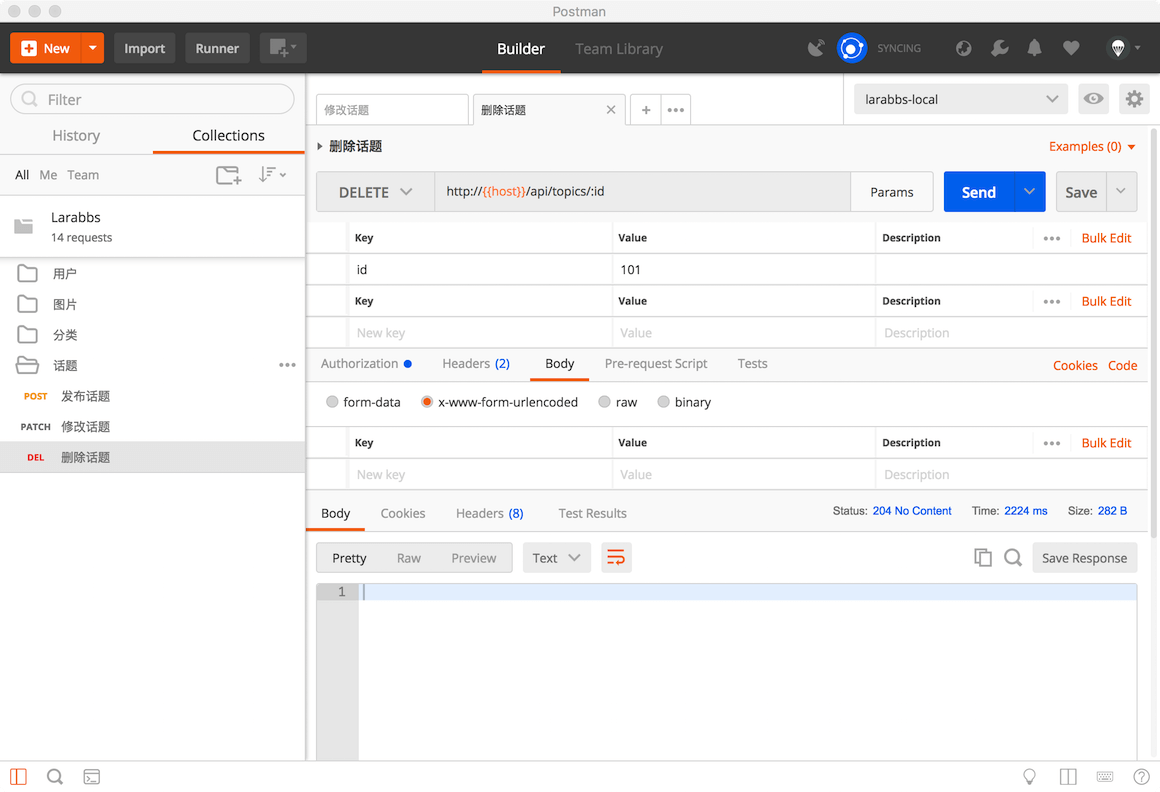 Postman
New Import Runner Builder Team Library SYNCING
Filter
History Collections
All Me Team
Larabbs
14 requests
用户
图片
分类
话题
POST 发布话题
PATCH 修改话题
DEL 删除话题
修改话题 删除话题 larabbs-local
删除话题 Examples (0)
DELETE http://{{host}}/api/topics/:id Params Send Save
Key Value Description Bulk Edit
id 101
Key Value Description Bulk Edit
New key Value Description
Authorization Headers (2) Body Pre-request Script Tests Cookies Code
form-data x-www-form-urlencoded raw binary
Key Value Description Bulk Edit
New key Value Description
Body Cookies Headers (8) Test Results Status: 204 No Content Time: 2224 ms Size: 282 B
Pretty Raw Preview Text Save Response
1